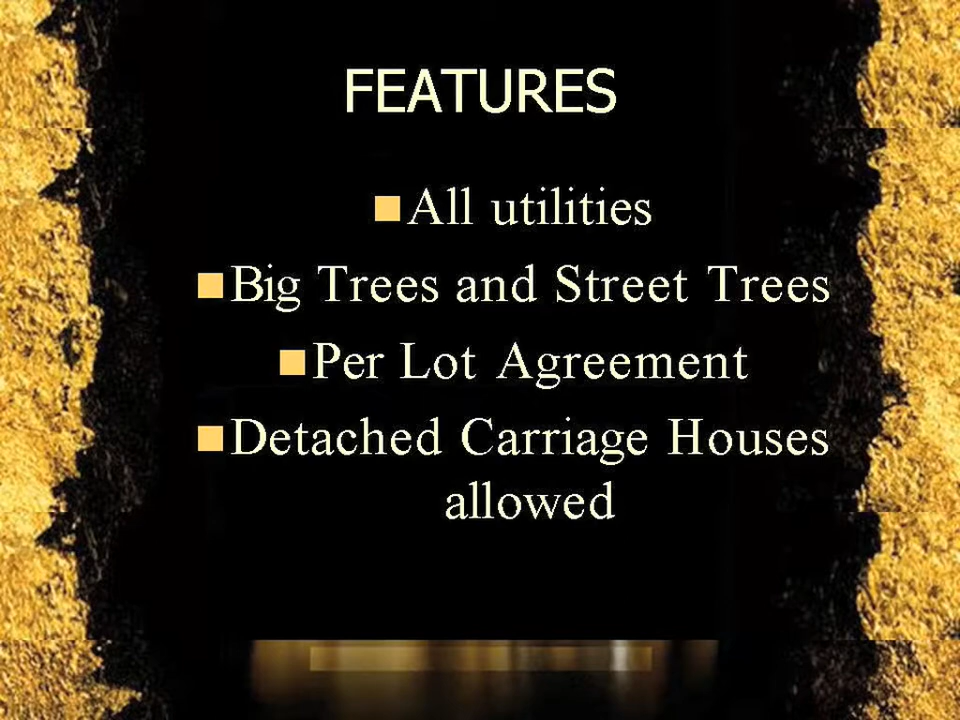 FEATURES
All utilities
Big Trees and Street Trees
Per Lot Agreement
Detached Carriage Houses
allowed